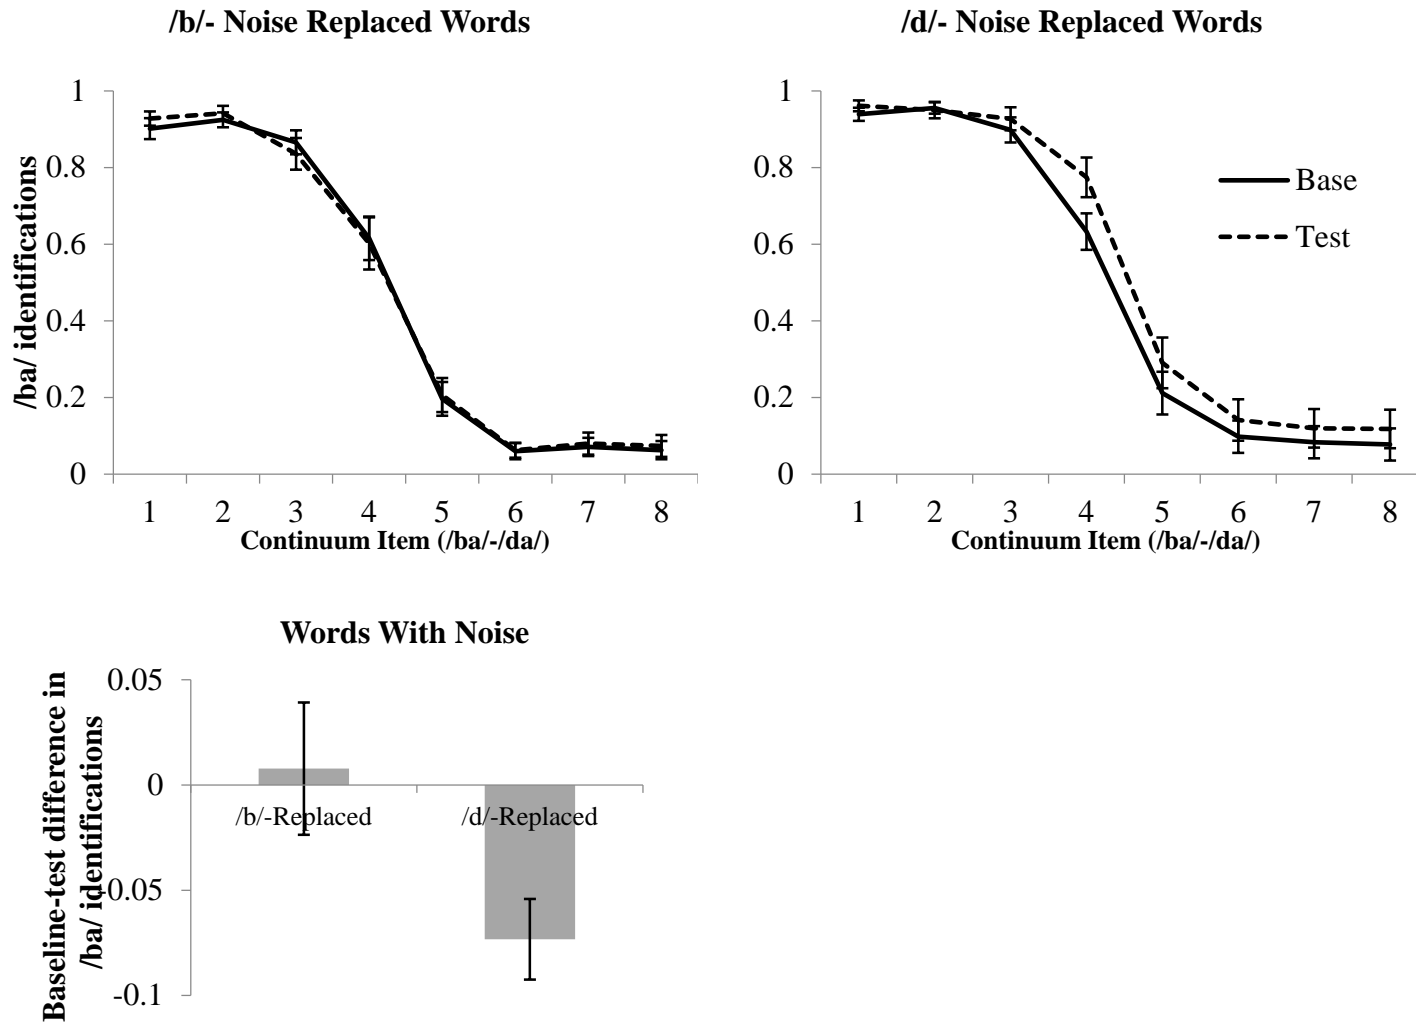 /b/- Noise Replaced Words
1
0.8
0.6
0.4
0.2
0
/ba/ identifications
1 2 3 4 5 6 7 8
Continuum Item (/ba/-/da/)
/d/- Noise Replaced Words
1
0.8
0.6
0.4
0.2
0
Base
Test
1 2 3 4 5 6 7 8
Continuum Item (/ba/-/da/)
Words With Noise
0.05
0
-0.05
-0.1
Baseline-test difference in
/ba/ identifications
/b/-Replaced
/d/-Replaced